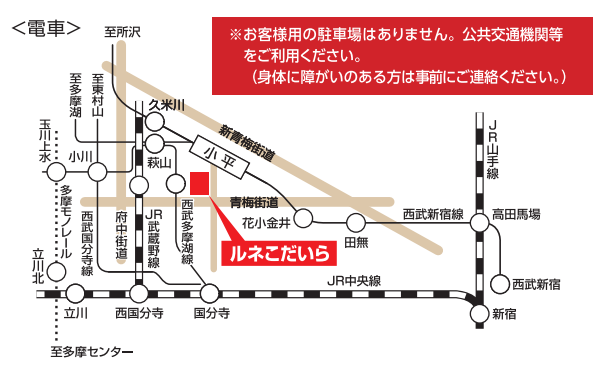 ＜電車＞
至所沢
※お客様用の駐車場はありません。公共交通機関等
をご利用ください。
（身体に障がいのある方は事前にご連絡ください。）
至多摩湖
至東村山
久米川
新青梅街道
JR山手線
玉川上水
小川
萩山
小平
青梅街道
多摩モノレール
西武国分寺線
府中街道
JR武蔵野線
西武多摩湖線
花小金井
田無
西武新宿線
高田馬場
ルネこだいら
立川北
JR中央線
西武新宿
立川
西国分寺
国分寺
新宿
至多摩センター